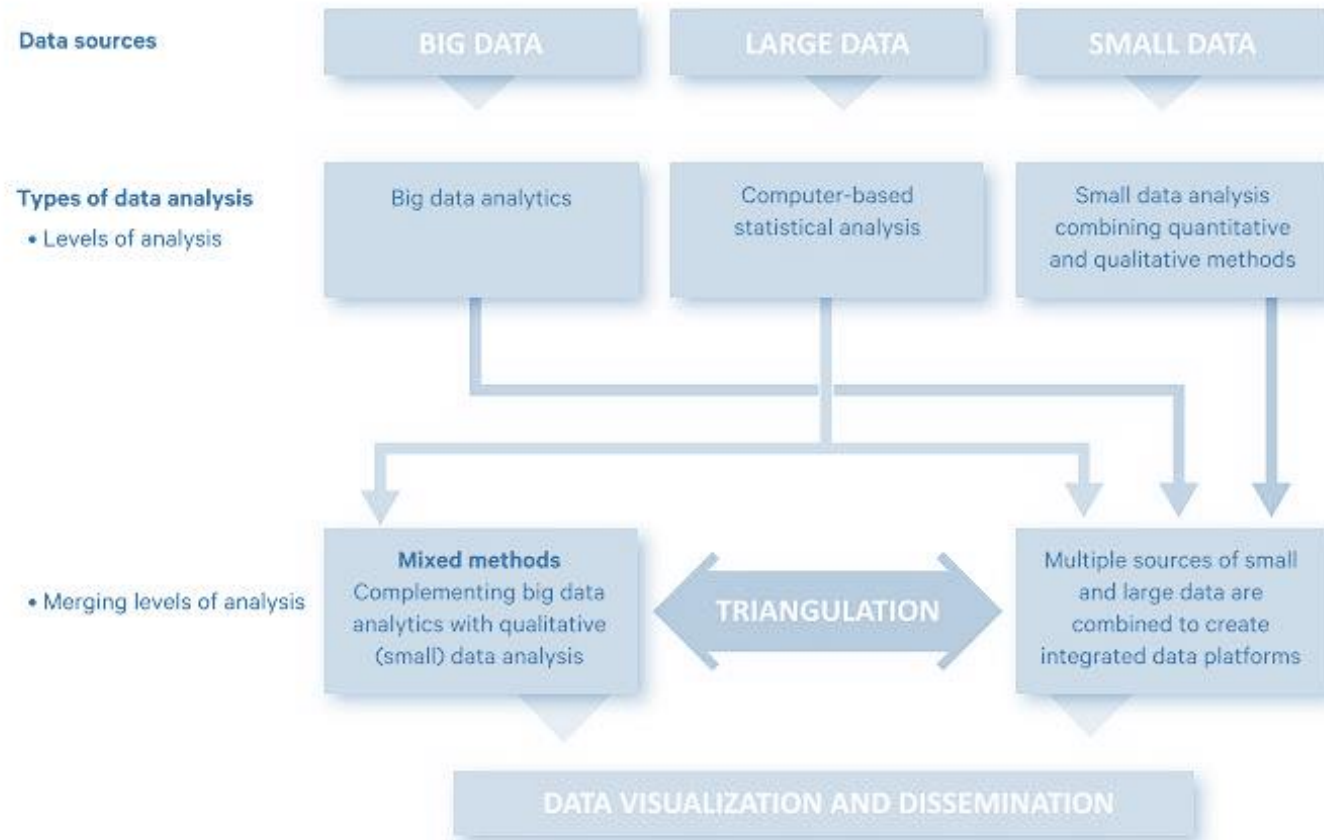 Data sources
BIG DATA
LARGE DATA
SMALL DATA
Types of data analysis
• Levels of analysis
Big data analytics
Computer-based
statistical analysis
Small data analysis
combining quantitative
and qualitative methods
• Merging levels of analysis
Mixed methods
Complementing big data
analytics with qualitative
(small) data analysis
TRIANGULATION
Multiple sources of small
and large data are
combined to create
integrated data platforms
DATA VISUALIZATION AND DISSEMINATION